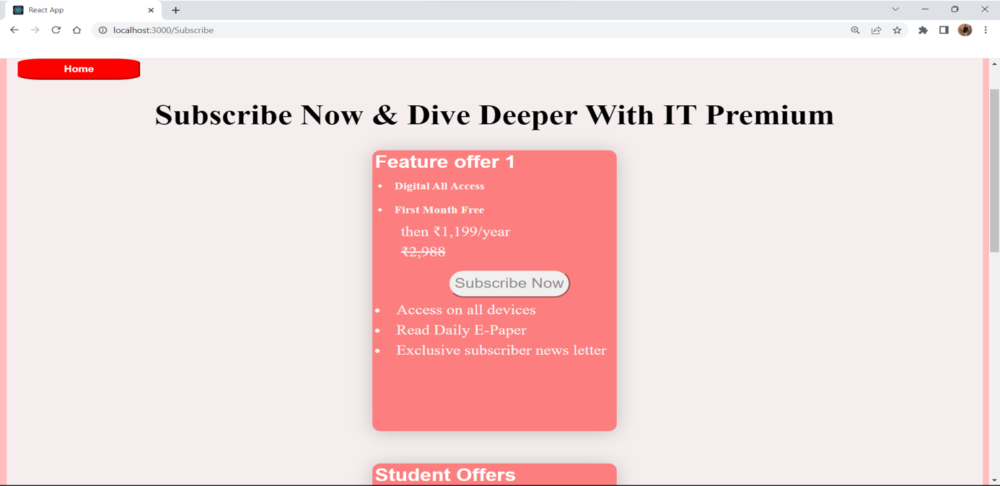 React App
localhost:3000/Subscribe
Home
Subscribe Now & Dive Deeper With IT Premium
Feature offer 1
• Digital All Access
• First Month Free
then ₹1,199/year
₹2,988
Subscribe Now
• Access on all devices
• Read Daily E-Paper
• Exclusive subscriber news letter
Student Offers